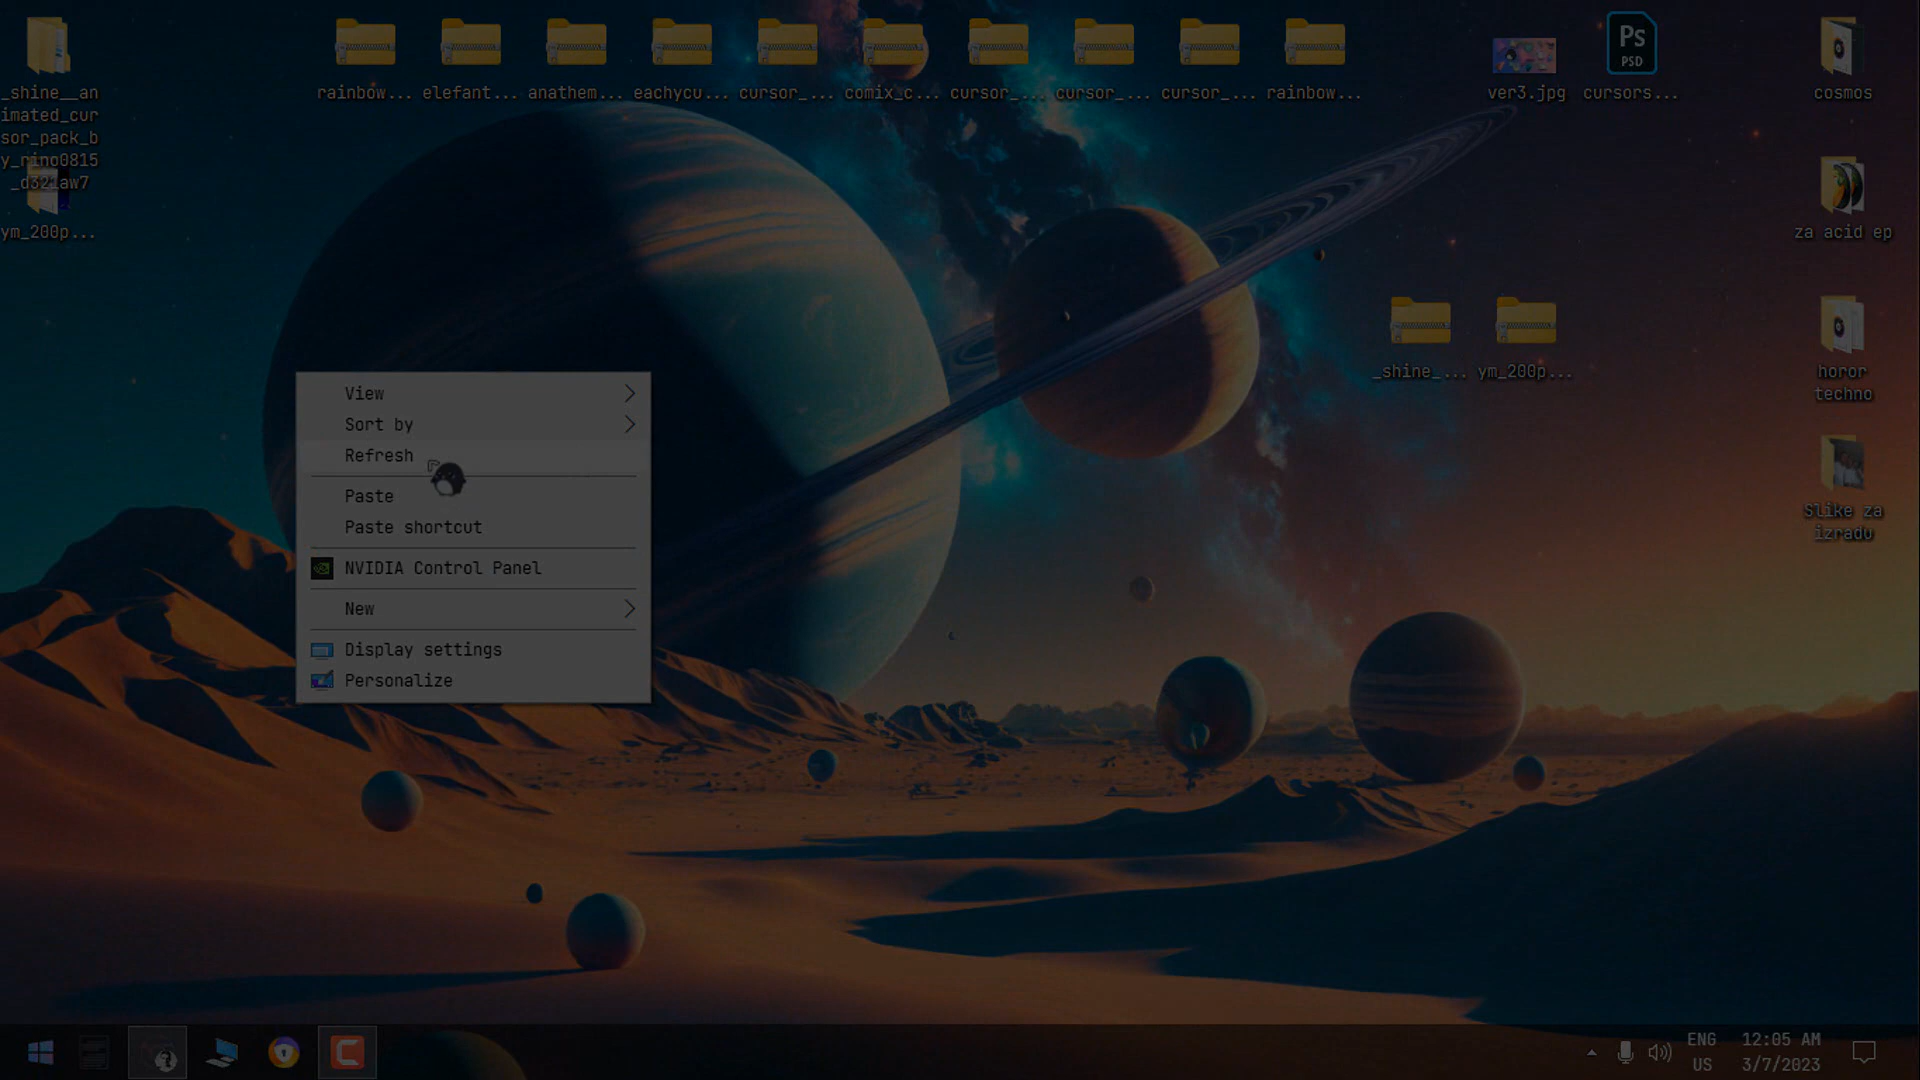 rainbow...
elefant...
anathem...
eachycu...
cursor_...
comix_c...
cursor_...
cursor_...
cursor_...
rainbow...
ver3.jpg
cursors...
cosmos
Ps
PSD
_shine__an
imated_cur
sor_pack_b
y_rino0815
_d321aw7
ym_200p...
za acid ep
_shine_...
ym_200p...
horor
techno
Slike za
izradu
View
Sort by
Refresh
Paste
Paste shortcut
NVIDIA Control Panel
New
Display settings
Personalize
ENG
US
12:05 AM
3/7/2023